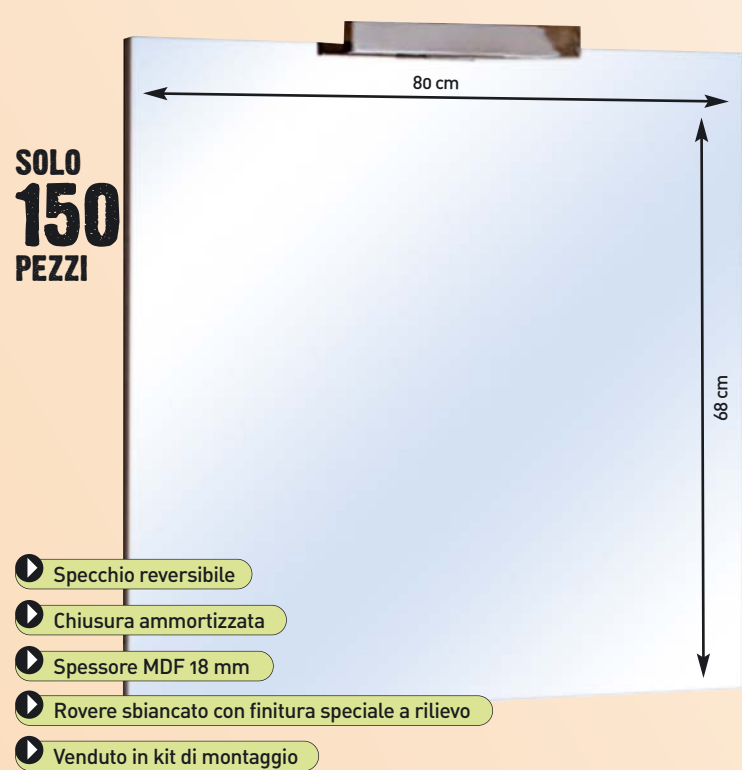 80 cm
SOLO
150
PEZZI
68 cm
Specchio reversibile
Chiusura ammortizzata
Spessore MDF 18 mm
Rovere sbiancato con finitura speciale a rilievo
Venduto in kit di montaggio